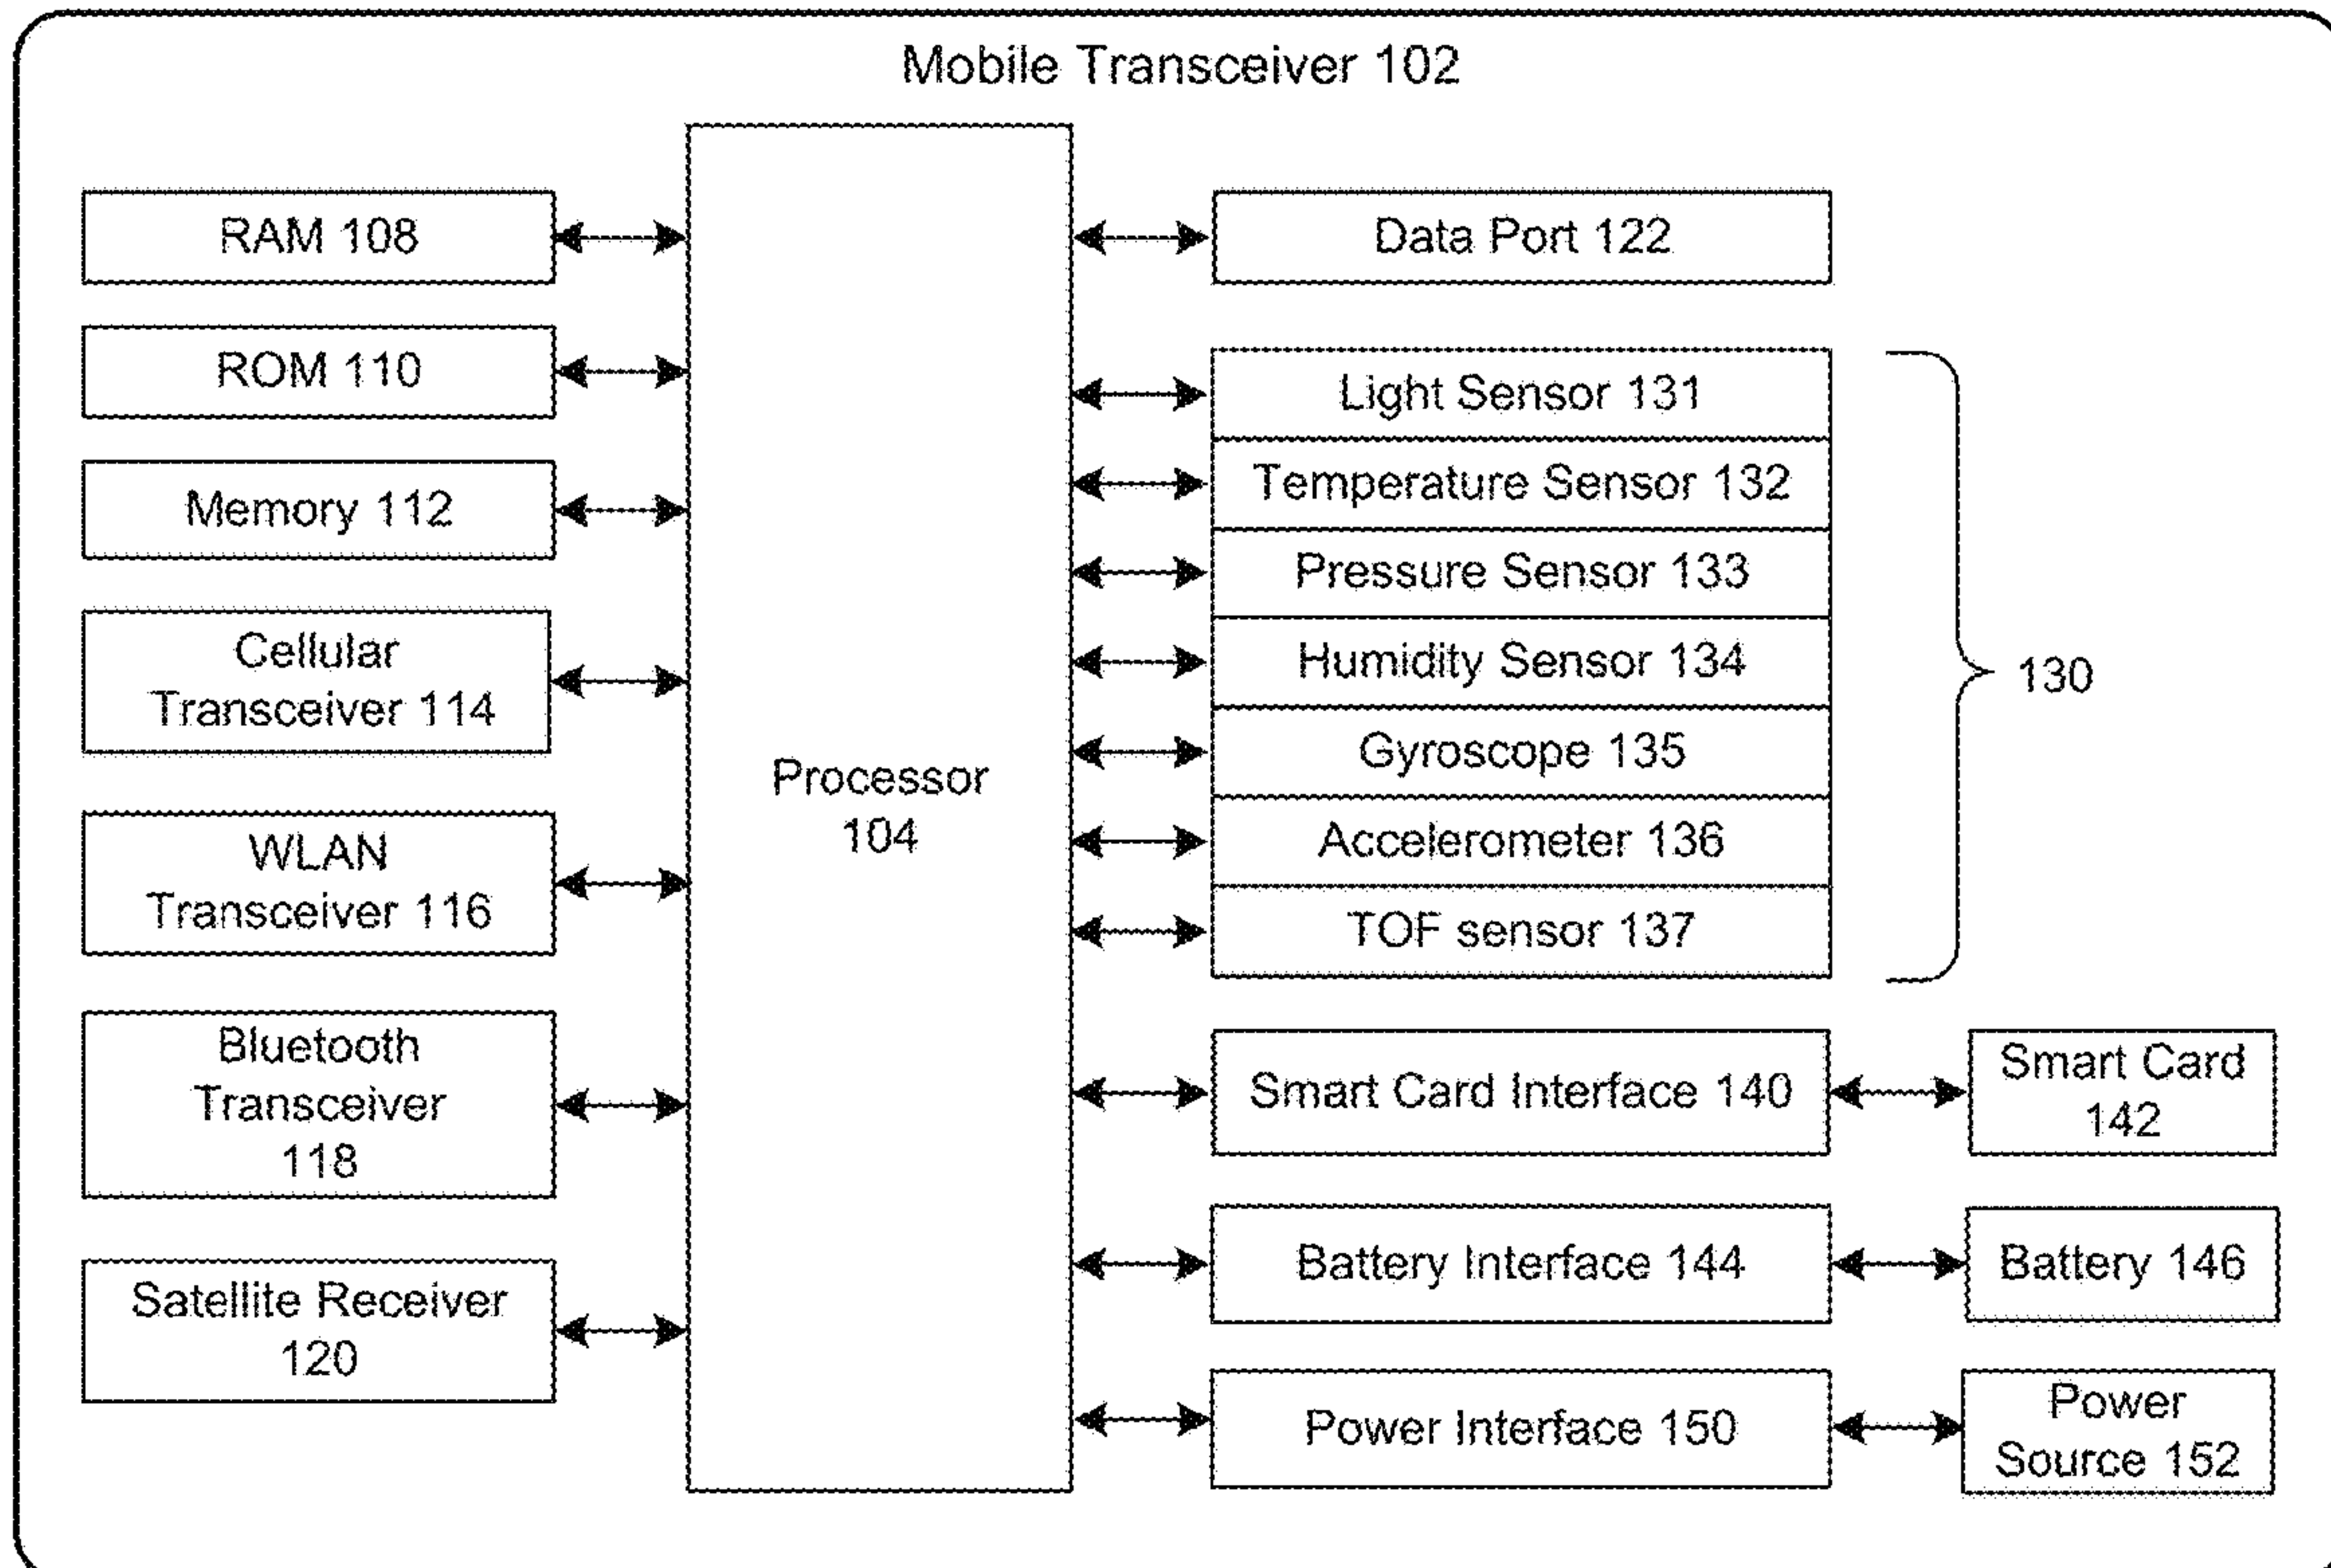 Mobile Transceiver 102
RAM 108
ROM 110
Memory 112
Cellular
Transceiver 114
WLAN
Transceiver 116
Bluetooth
Transceiver
118
Satellite Receiver
120
Processor
104
Data Port 122
Light Sensor 131
Temperature Sensor 132
Pressure Sensor 133
Humidity Sensor 134
Gyroscope 135
Accelerometer 136
TOF sensor 137
130
Smart Card Interface 140
Smart Card
142
Battery Interface 144
Battery 146
Power Interface 150
Power
Source 152